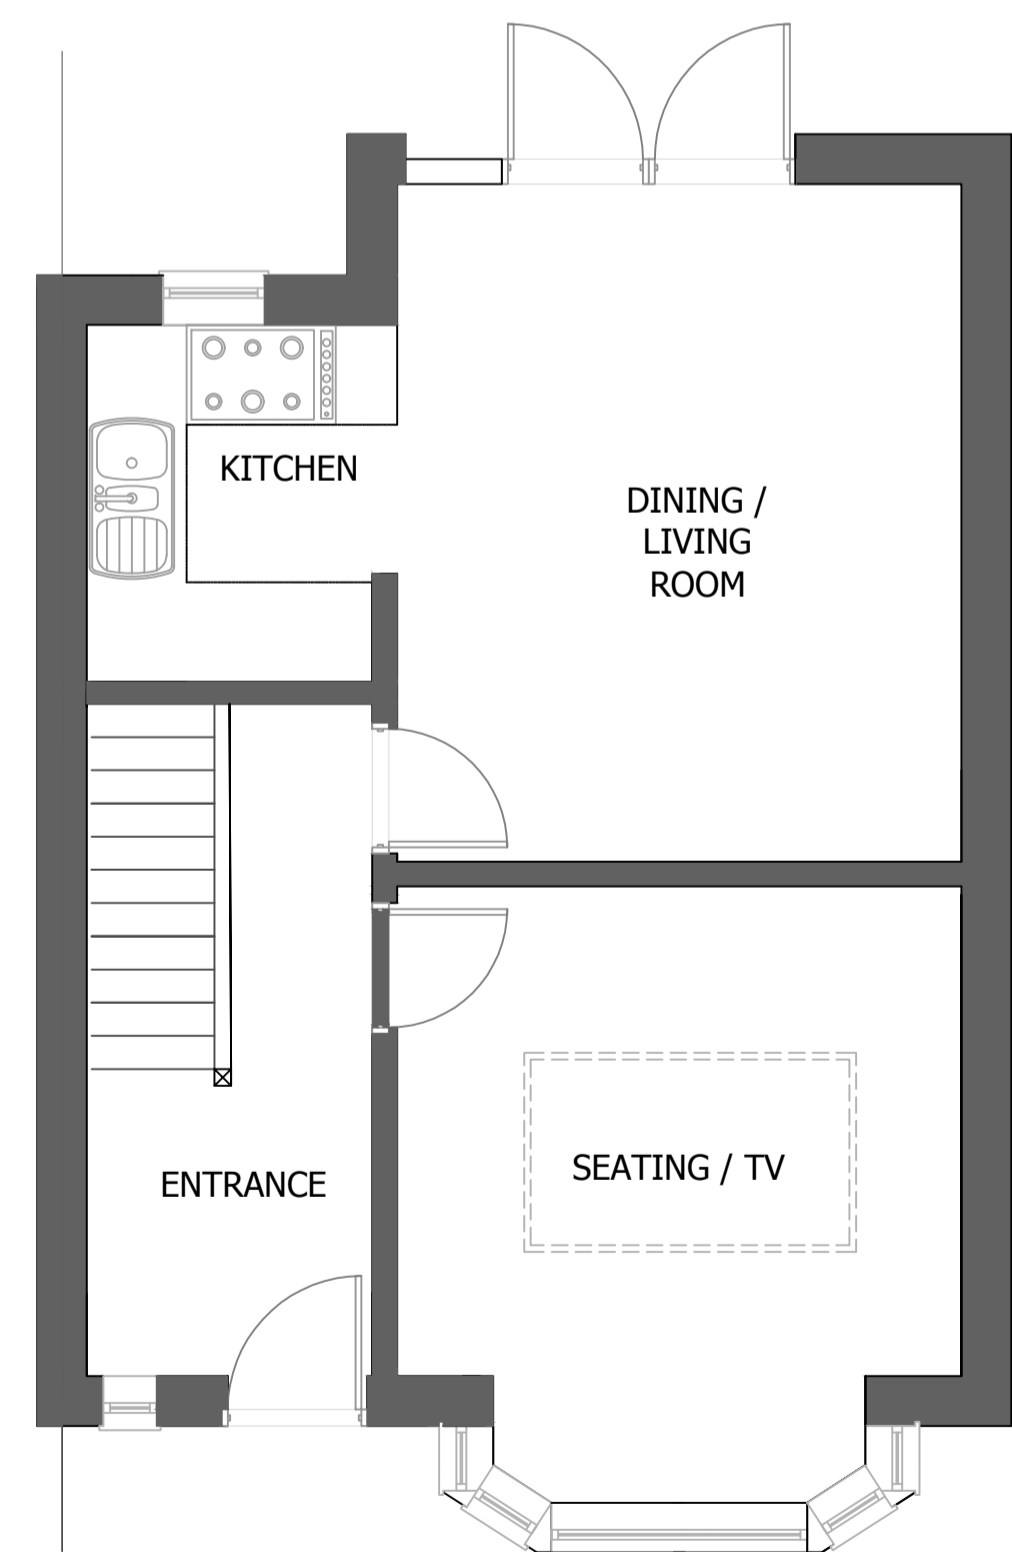 KITCHEN
DINING /
LIVING
ROOM
SEATING / TV
ENTRANCE